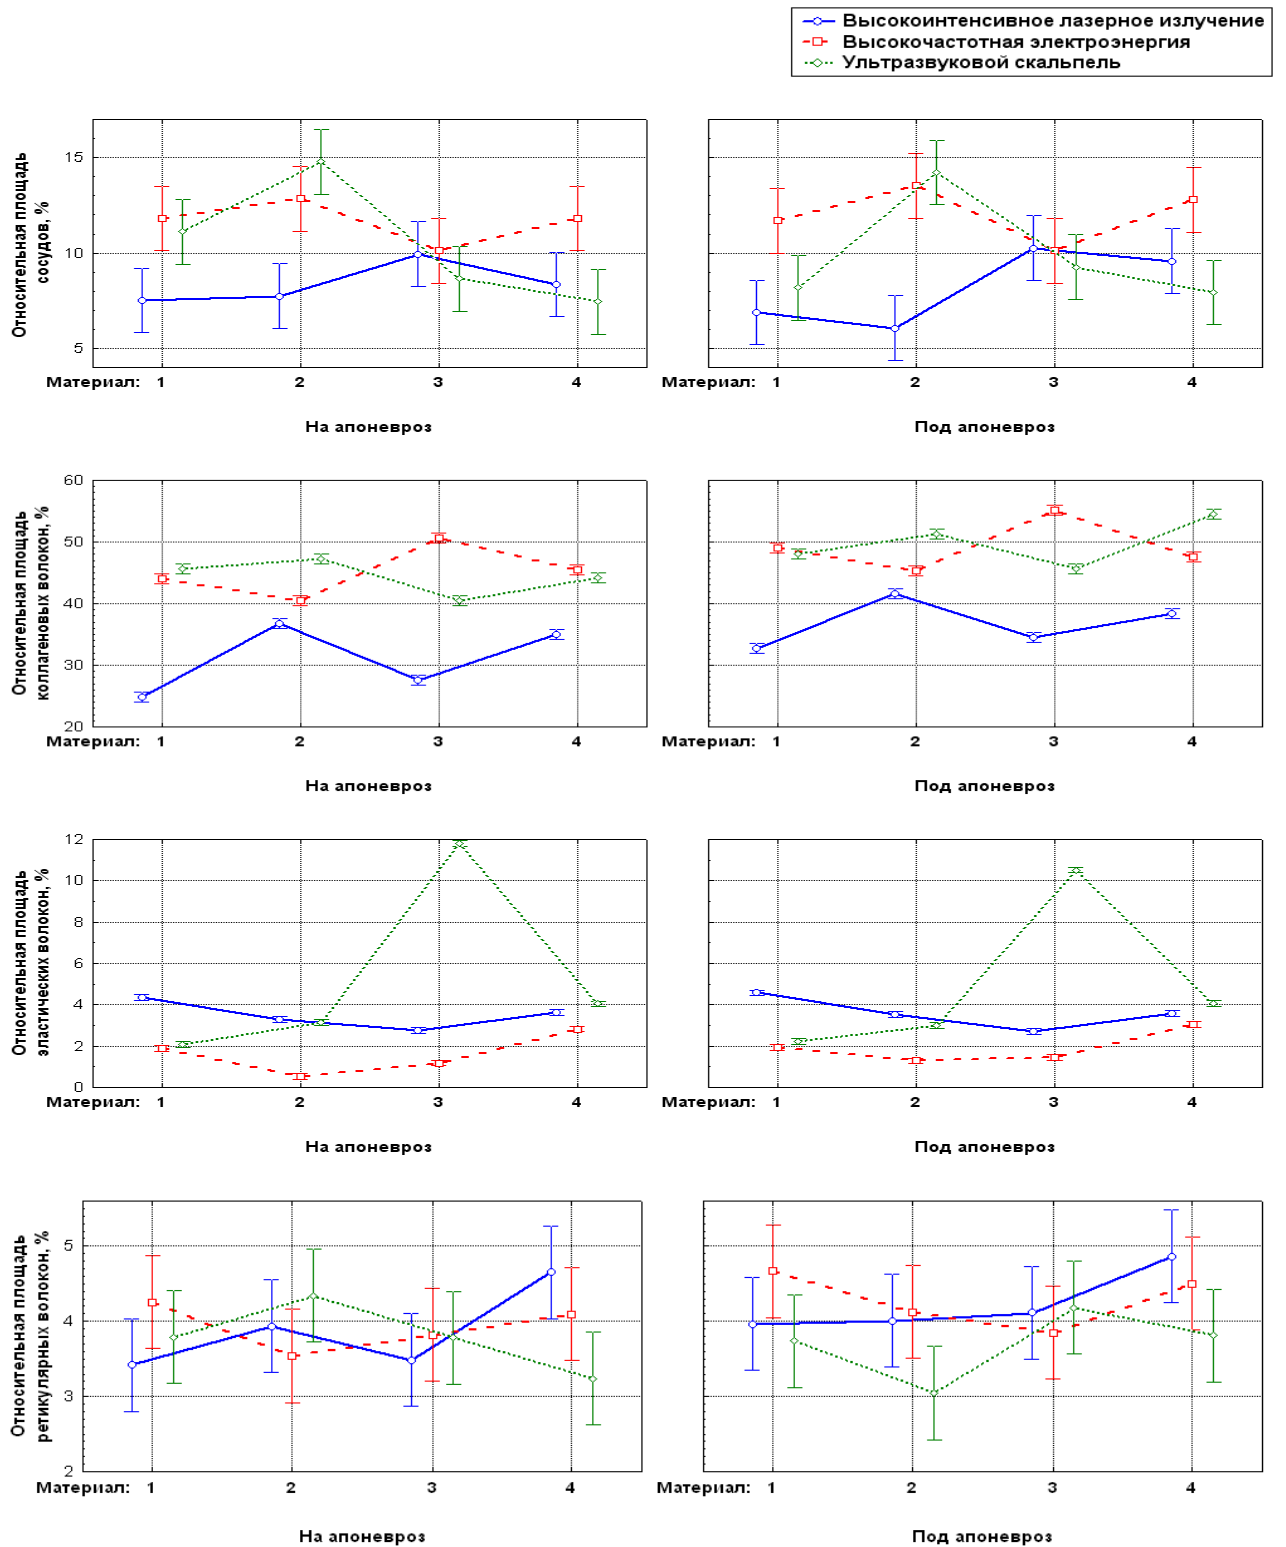 Высокоинтенсивное лазерное излучение
Высокочастотная электроэнергия
Ультразвуковой скальпель
Относительная площадь
сосудов, %
15
10
5
Материал: 1 2 3 4
На апоневроз
Материал: 1 2 3 4
Под апоневроз
Относительная площадь
коллагеновых волокон, %
60
50
40
30
20
Материал: 1 2 3 4
На апоневроз
Материал: 1 2 3 4
Под апоневроз
Относительная площадь
эластических волокон, %
12
10
8
6
4
2
0
Материал: 1 2 3 4
На апоневроз
Материал: 1 2 3 4
Под апоневроз
Относительная площадь
ретикулярных волокон, %
5
4
3
2
Материал: 1 2 3 4
На апоневроз
Материал: 1 2 3 4
Под апоневроз